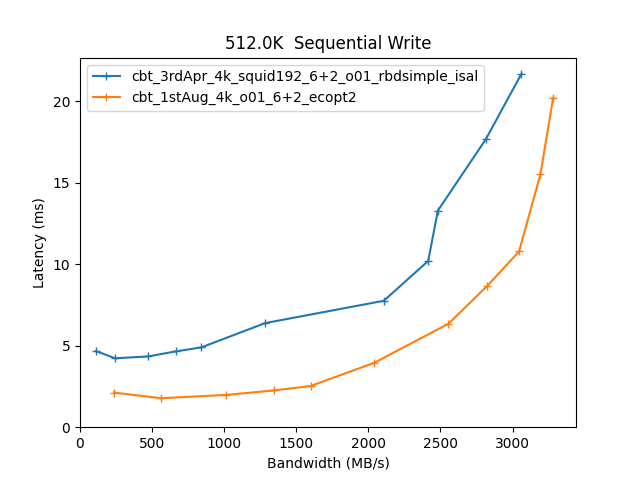 512.0K  Sequential Write
cbt_3rdApr_4k_squid192_6+2_o01_rbdsimple_isal
cbt_1stAug_4k_o01_6+2_ecopt2
Latency (ms)
20
15
10
5
0
0 500 1000 1500 2000 2500 3000
Bandwidth (MB/s)